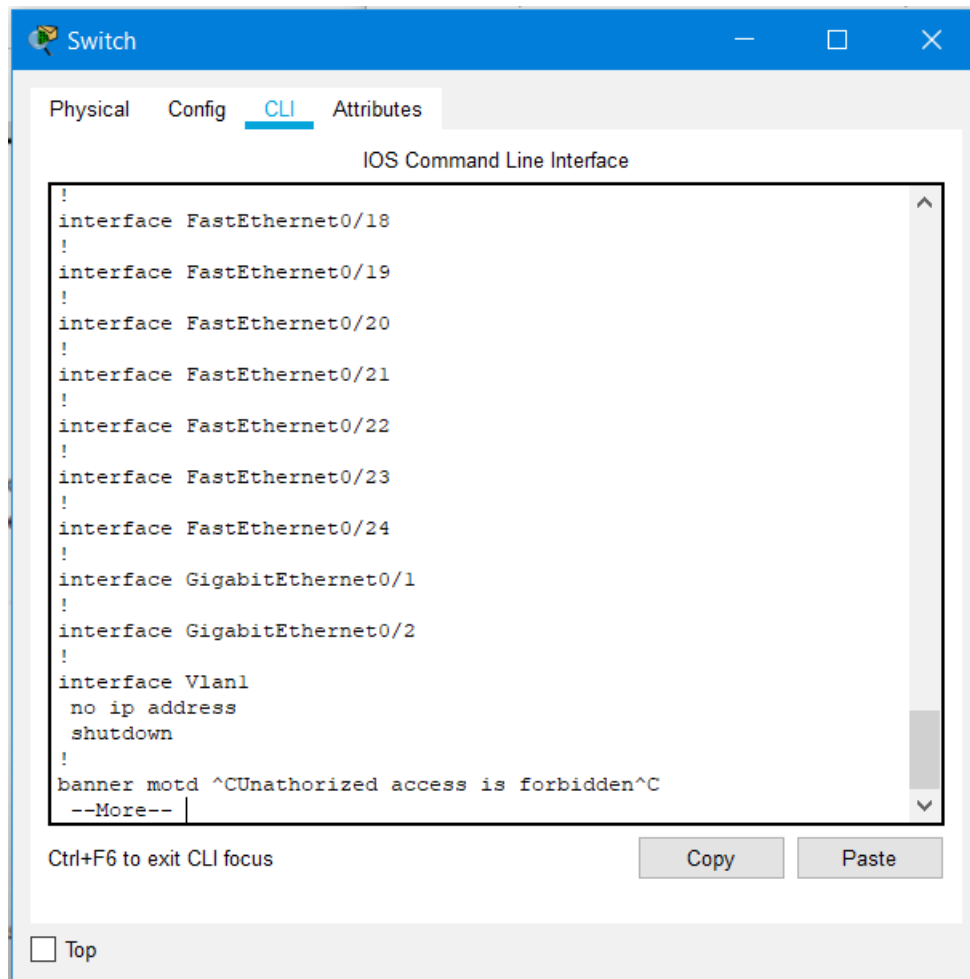 Switch
Physical Config CLI Attributes
IOS Command Line Interface
!
interface FastEthernet0/18
!
interface FastEthernet0/19
!
interface FastEthernet0/20
!
interface FastEthernet0/21
!
interface FastEthernet0/22
!
interface FastEthernet0/23
!
interface FastEthernet0/24
!
interface GigabitEthernet0/1
!
interface GigabitEthernet0/2
!
interface Vlan1
 no ip address
 shutdown
!
banner motd ^CUnathorized access is forbidden^C
 --More--
Ctrl+F6 to exit CLI focus
Copy Paste
Top